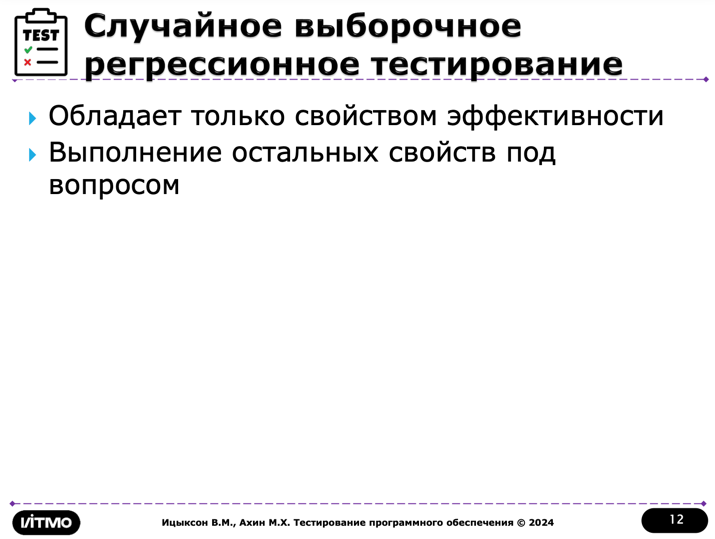 TEST
Случайное выборочное
регрессионное тестирование
Обладает только свойством эффективности
Выполнение остальных свойств под
вопросом
ИTMO
Ицыксон В.М., Ахин М.Х. Тестирование программного обеспечения © 2024
12